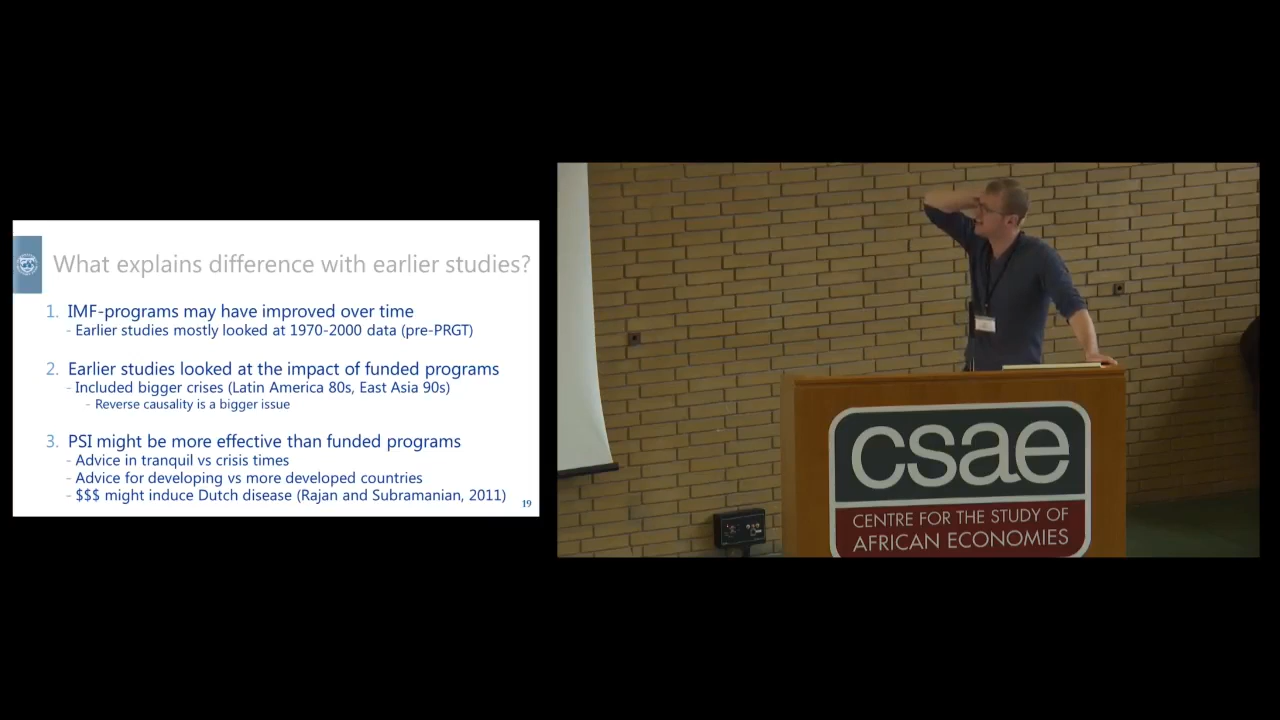 What explains difference with earlier studies?
1. IMF-programs may have improved over time
- Earlier studies mostly looked at 1970-2000 data (pre-PRGT)
2. Earlier studies looked at the impact of funded programs
- Included bigger crises (Latin America 80s, East Asia 90s)
- Reverse causality is a bigger issue
3. PSI might be more effective than funded programs
- Advice in tranquil vs crisis times
- Advice for developing vs more developed countries
- $$$ might induce Dutch disease (Rajan and Subramanian, 2011)
19
csae
CENTRE FOR THE STUDY OF
AFRICAN ECONOMIES